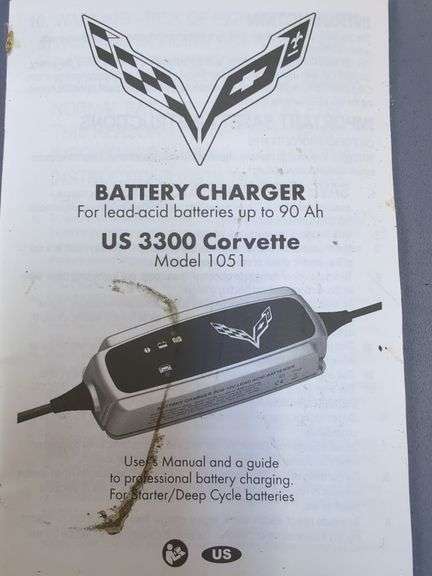 BATTERY CHARGER
For lead-acid batteries up to 90 Ah
US 3300 Corvette
Model 1051
User's Manual and a guide
to professional battery charging.
For Starter/Deep Cycle batteries
US